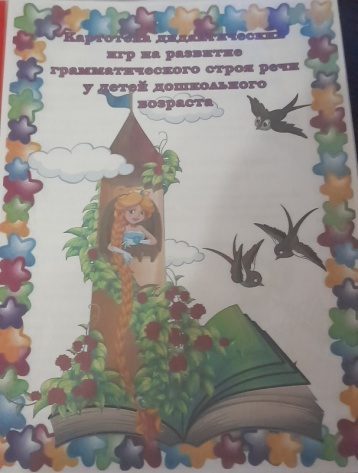 Картотека дидактических
игр на развитие
грамматического строя речи
у детей дошкольного
возраста